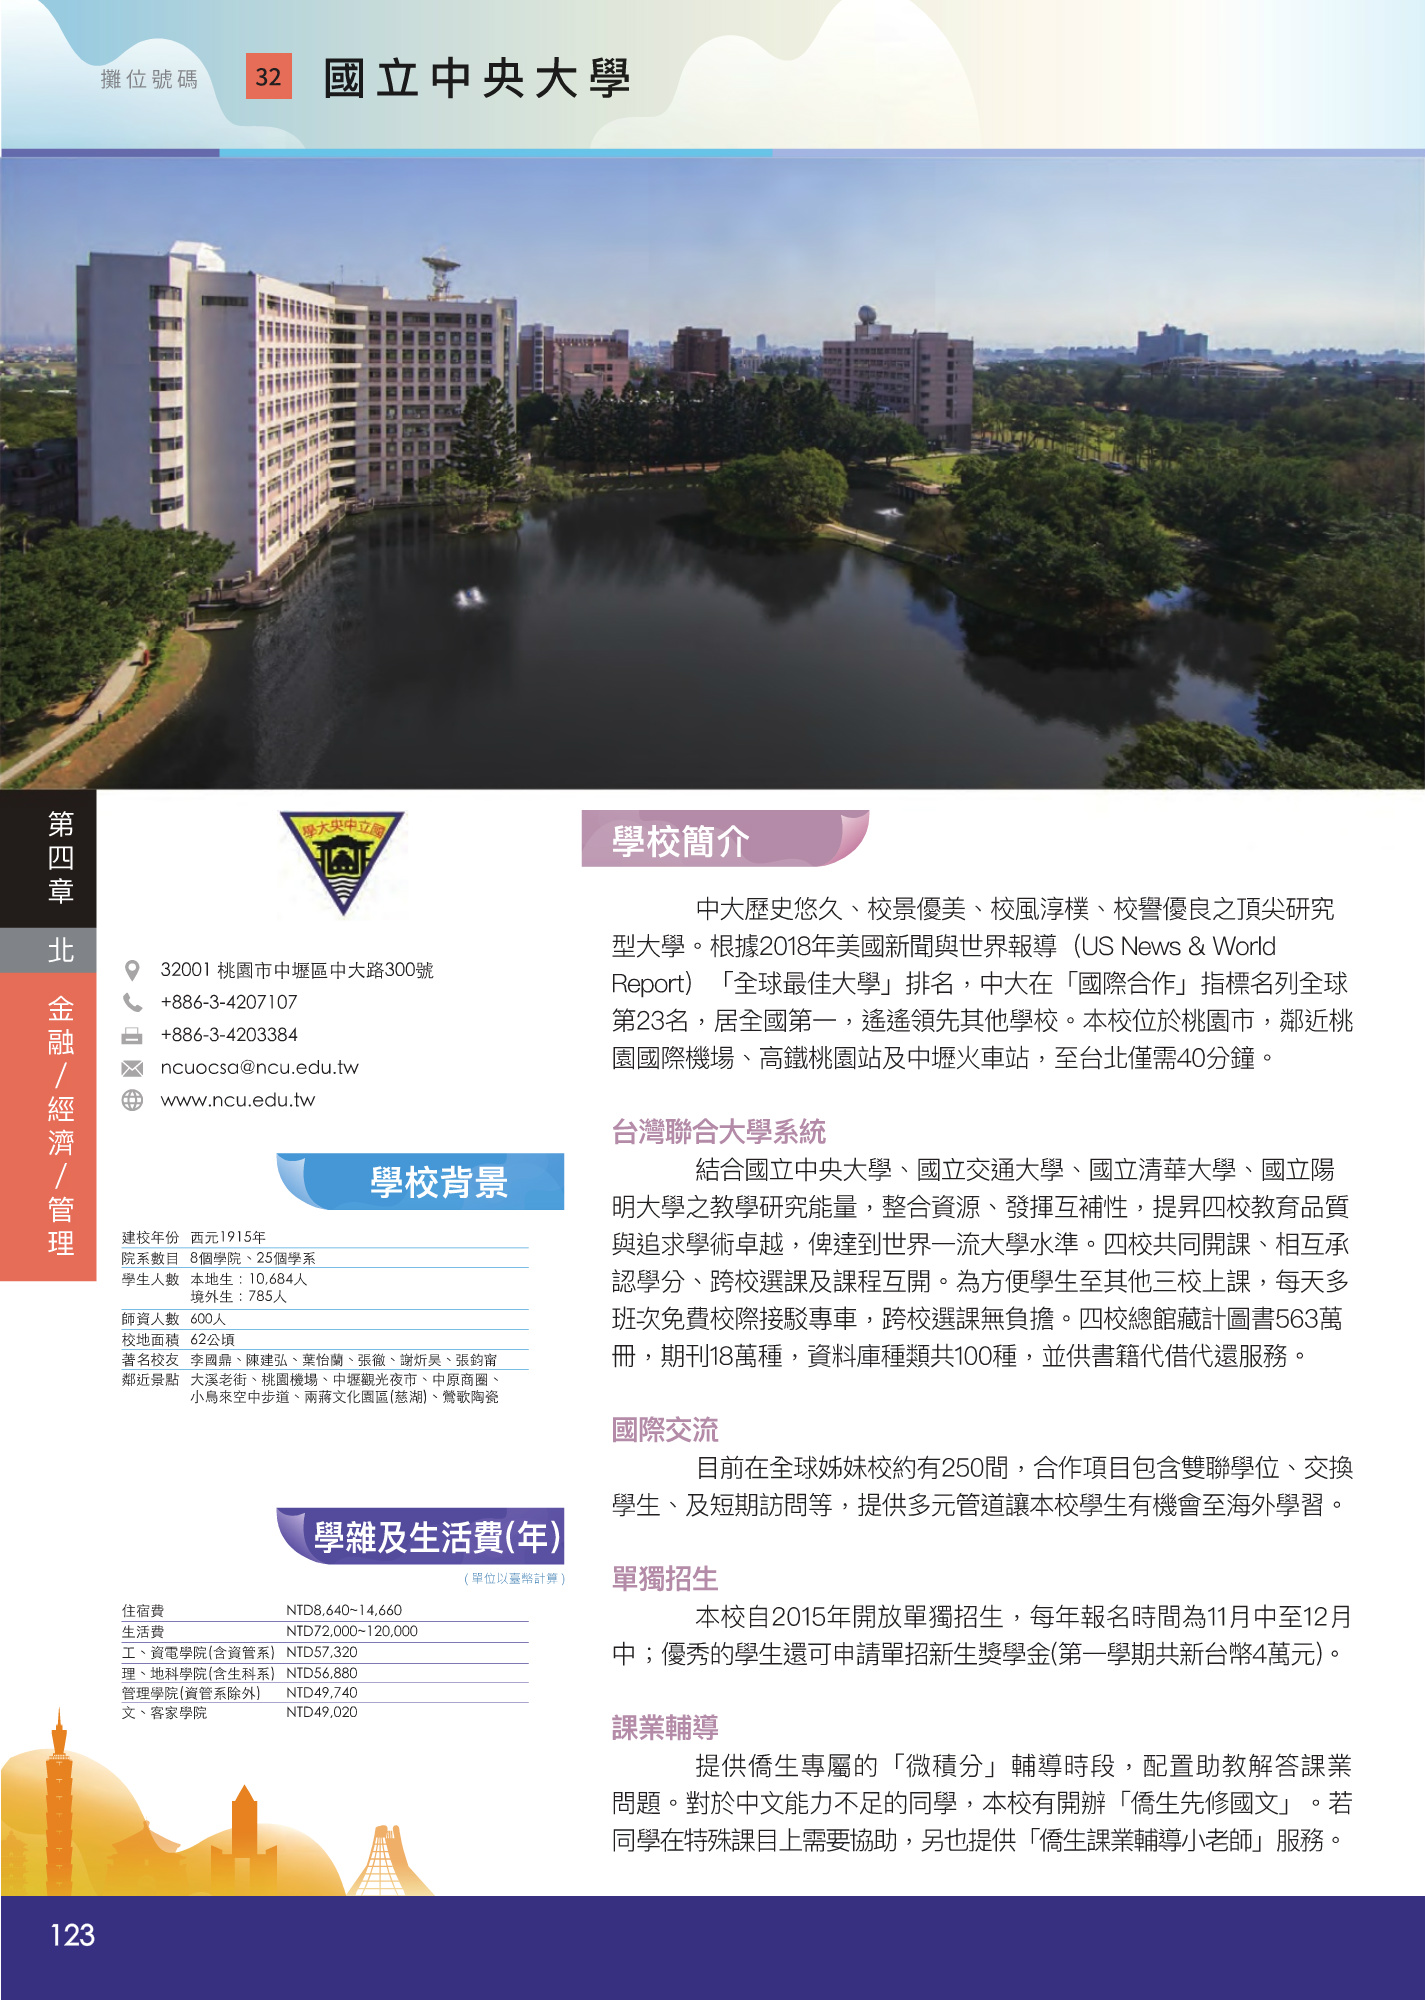 攤位號碼 32 國立中央大學
第四章
北
金融/經濟/管理
學大央中立國
32001 桃園市中壢區中大路300號
+886-3-4207107
+886-3-4203384
ncuocsa@ncu.edu.tw
www.ncu.edu.tw
學校背景
建校年份 西元1915年
院系數目 8個學院、25個學系
學生人數 本地生：10,684人
境外生：785人
師資人數 600人
校地面積 62公頃
著名校友 李國鼎、陳建弘、葉怡蘭、張徹、謝炘昊、張鈞甯
鄰近景點 大溪老街、桃園機場、中壢觀光夜市、中原商圈、
小烏來空中步道、兩蔣文化園區(慈湖)、鶯歌陶瓷
學雜及生活費(年)
(單位以臺幣計算)
住宿費 NTD8,640~14,660
生活費 NTD72,000~120,000
工、資電學院(含資管系) NTD57,320
理、地科學院(含生科系) NTD56,880
管理學院(資管系除外) NTD49,740
文、客家學院 NTD49,020
學校簡介
中大歷史悠久、校景優美、校風淳樸、校譽優良之頂尖研究
型大學。根據2018年美國新聞與世界報導（US News & World
Report）「全球最佳大學」排名，中大在「國際合作」指標名列全球
第23名，居全國第一，遙遙領先其他學校。本校位於桃園市，鄰近桃
園國際機場、高鐵桃園站及中壢火車站，至台北僅需40分鐘。
台灣聯合大學系統
結合國立中央大學、國立交通大學、國立清華大學、國立陽
明大學之教學研究能量，整合資源、發揮互補性，提昇四校教育品質
與追求學術卓越，俾達到世界一流大學水準。四校共同開課、相互承
認學分、跨校選課及課程互開。為方便學生至其他三校上課，每天多
班次免費校際接駁專車，跨校選課無負擔。四校總館藏計圖書563萬
冊，期刊18萬種，資料庫種類共100種，並供書籍代借代還服務。
國際交流
目前在全球姊妹校約有250間，合作項目包含雙聯學位、交換
學生、及短期訪問等，提供多元管道讓本校學生有機會至海外學習。
單獨招生
本校自2015年開放單獨招生，每年報名時間為11月中至12月
中；優秀的學生還可申請單招新生獎學金(第一學期共新台幣4萬元)。
課業輔導
提供僑生專屬的「微積分」輔導時段，配置助教解答課業
問題。對於中文能力不足的同學，本校有開辦「僑生先修國文」。若
同學在特殊課目上需要協助，另也提供「僑生課業輔導小老師」服務。
123